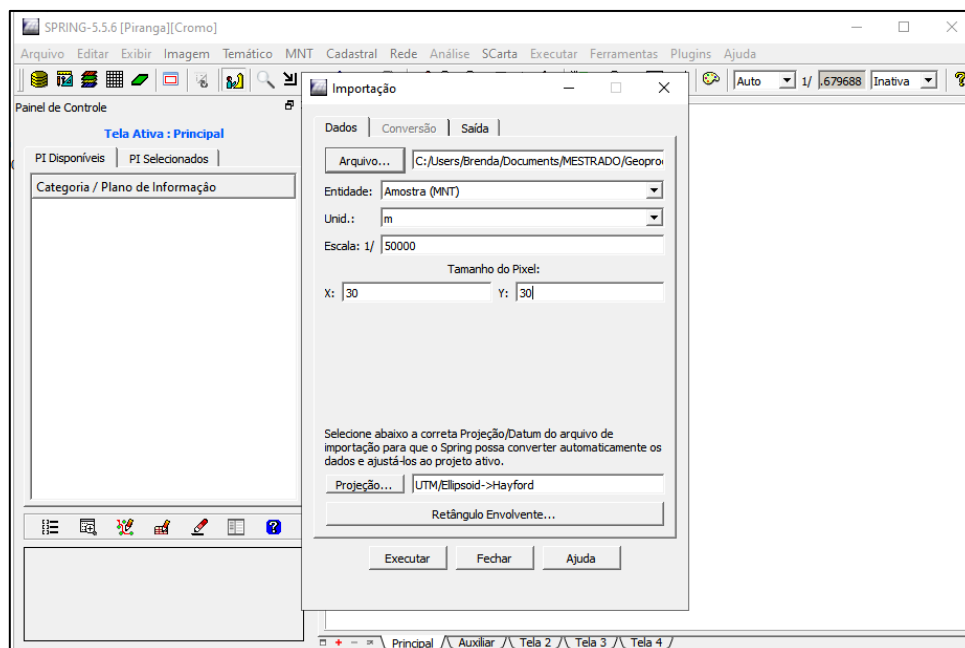 SPRING-5.5.6 [Piranga][Cromo]
Arquivo Editar Exibir Imagem Temático MNT Cadastral Rede Análise SCarta Executar Ferramentas Plugins Ajuda
Auto 1/ .679688 Inativa
Painel de Controle
Tela Ativa : Principal
PI Disponíveis PI Selecionados
Categoria / Plano de Informação
Importação
Dados Conversão Saída
Arquivo... C:/Users/Brenda/Documents/MESTRADO/Geopro
Entidade: Amostra (MNT)
Unid.: m
Escala: 1/ 50000
Tamanho do Pixel:
X: 30 Y: 30
Selecione abaixo a correta Projeção/Datum do arquivo de
importação para que o Spring possa converter automaticamente os
dados e ajustá-los ao projeto ativo.
Projeção... UTM/Ellipsoid->Hayford
Retângulo Envolvente...
Executar Fechar Ajuda
Principal Auxiliar Tela 2 Tela 3 Tela 4